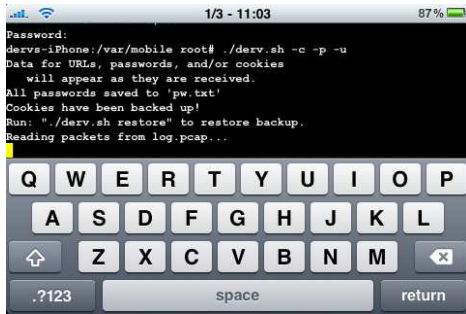 1/3 - 11:03
87%
Password:
dervs-iPhone:/var/mobile root# ./derv.sh -c -p -u
Data for URLs, passwords, and/or cookies
will appear as they are received.
All passwords saved to 'pw.txt'
Cookies have been backed up!
Run: "./derv.sh restore" to restore backup.
Reading packets from log.pcap...
Q W E R T Y U I O P
A S D F G H J K L
Z X C V B N M
.?123 space return